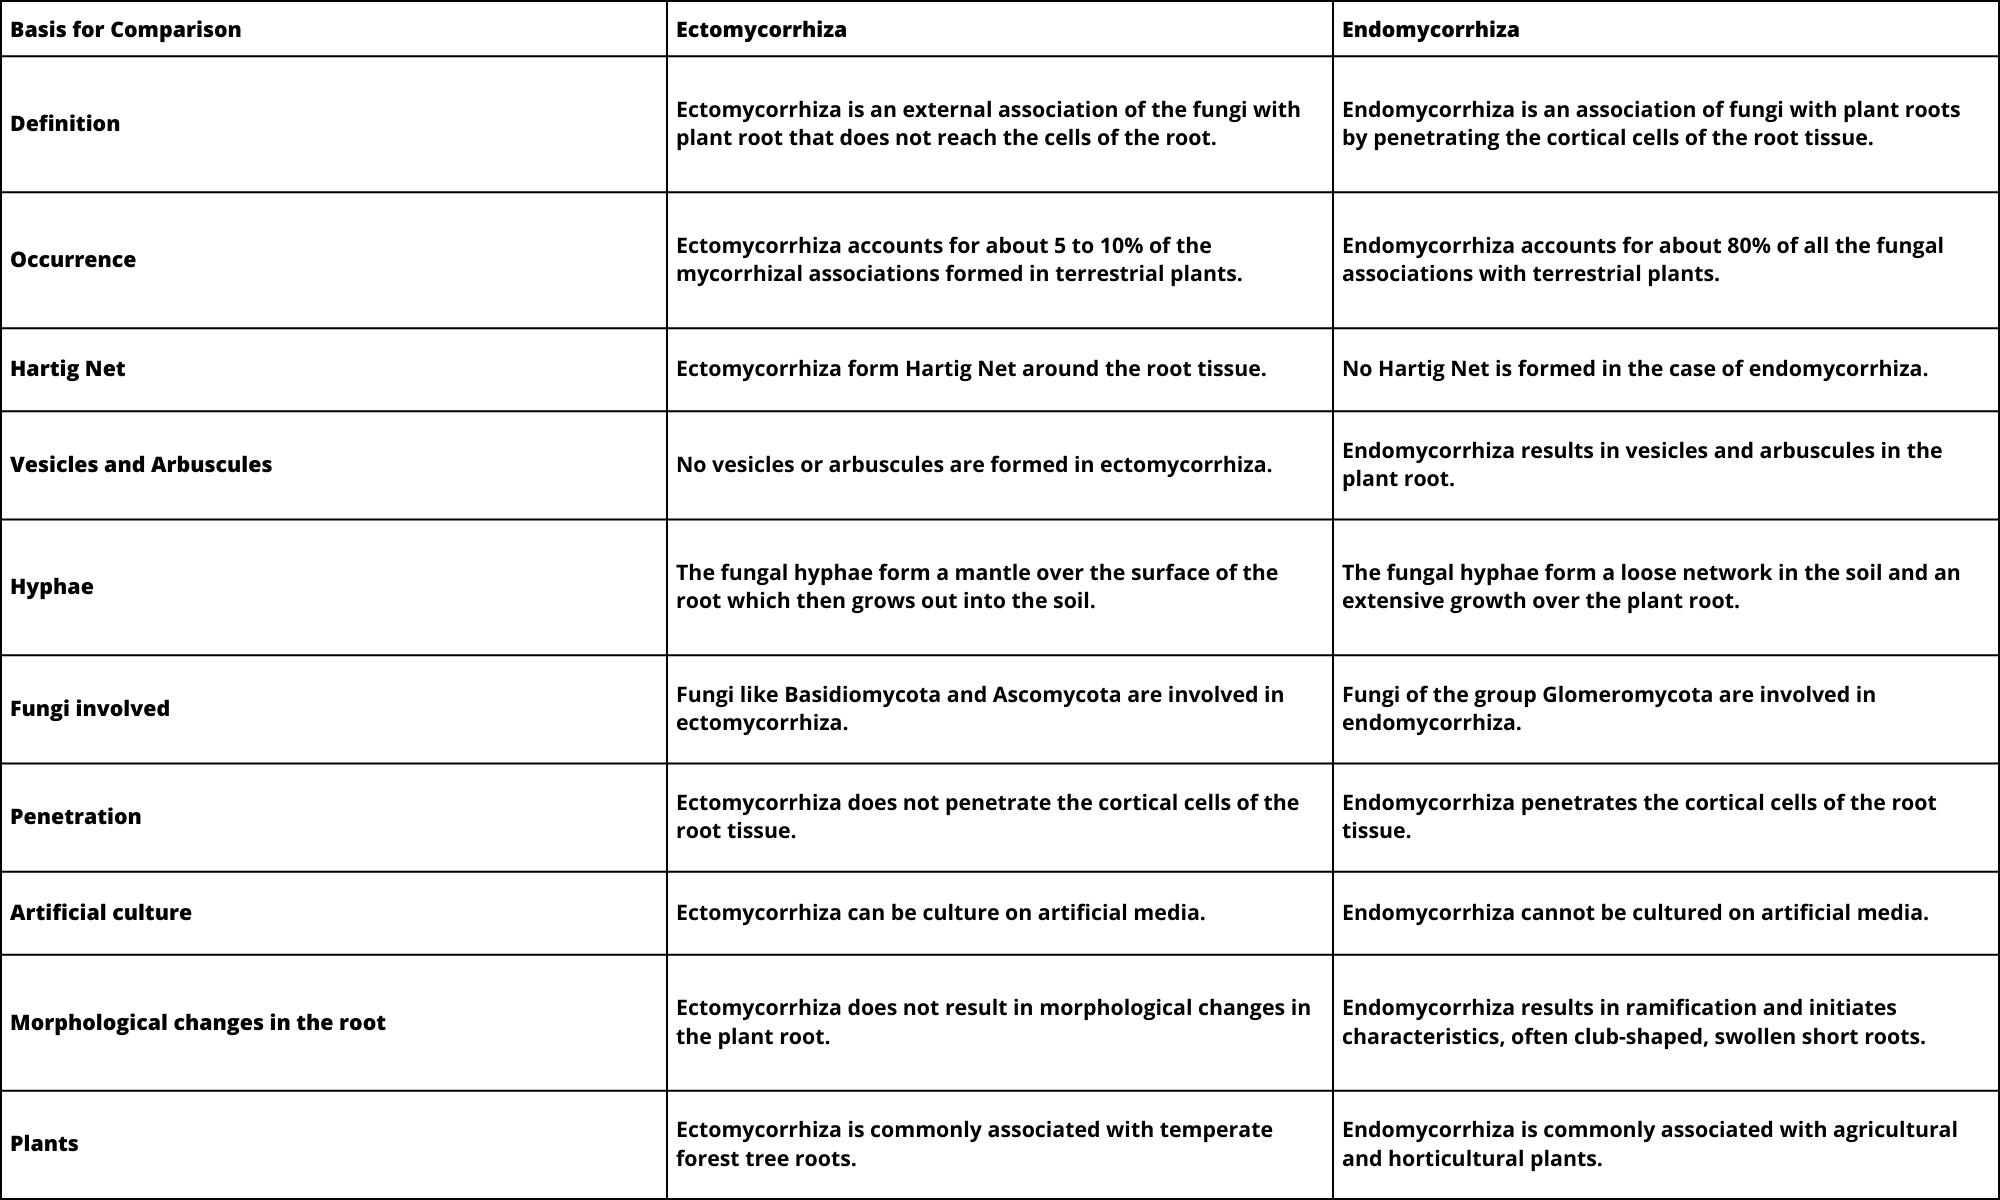 Basis for Comparison
Ectomycorrhiza
Endomycorrhiza
Definition
Ectomycorrhiza is an external association of the fungi with
plant root that does not reach the cells of the root.
Endomycorrhiza is an association of fungi with plant roots
by penetrating the cortical cells of the root tissue.
Occurrence
Ectomycorrhiza accounts for about 5 to 10% of the
mycorrhizal associations formed in terrestrial plants.
Endomycorrhiza accounts for about 80% of all the fungal
associations with terrestrial plants.
Hartig Net
Ectomycorrhiza form Hartig Net around the root tissue.
No Hartig Net is formed in the case of endomycorrhiza.
Vesicles and Arbuscules
No vesicles or arbuscules are formed in ectomycorrhiza.
Endomycorrhiza results in vesicles and arbuscules in the
plant root.
Hyphae
The fungal hyphae form a mantle over the surface of the
root which then grows out into the soil.
The fungal hyphae form a loose network in the soil and an
extensive growth over the plant root.
Fungi involved
Fungi like Basidiomycota and Ascomycota are involved in
ectomycorrhiza.
Fungi of the group Glomeromycota are involved in
endomycorrhiza.
Penetration
Ectomycorrhiza does not penetrate the cortical cells of the
root tissue.
Endomycorrhiza penetrates the cortical cells of the root
tissue.
Artificial culture
Ectomycorrhiza can be culture on artificial media.
Endomycorrhiza cannot be cultured on artificial media.
Morphological changes in the root
Ectomycorrhiza does not result in morphological changes in
the plant root.
Endomycorrhiza results in ramification and initiates
characteristics, often club-shaped, swollen short roots.
Plants
Ectomycorrhiza is commonly associated with temperate
forest tree roots.
Endomycorrhiza is commonly associated with agricultural
and horticultural plants.